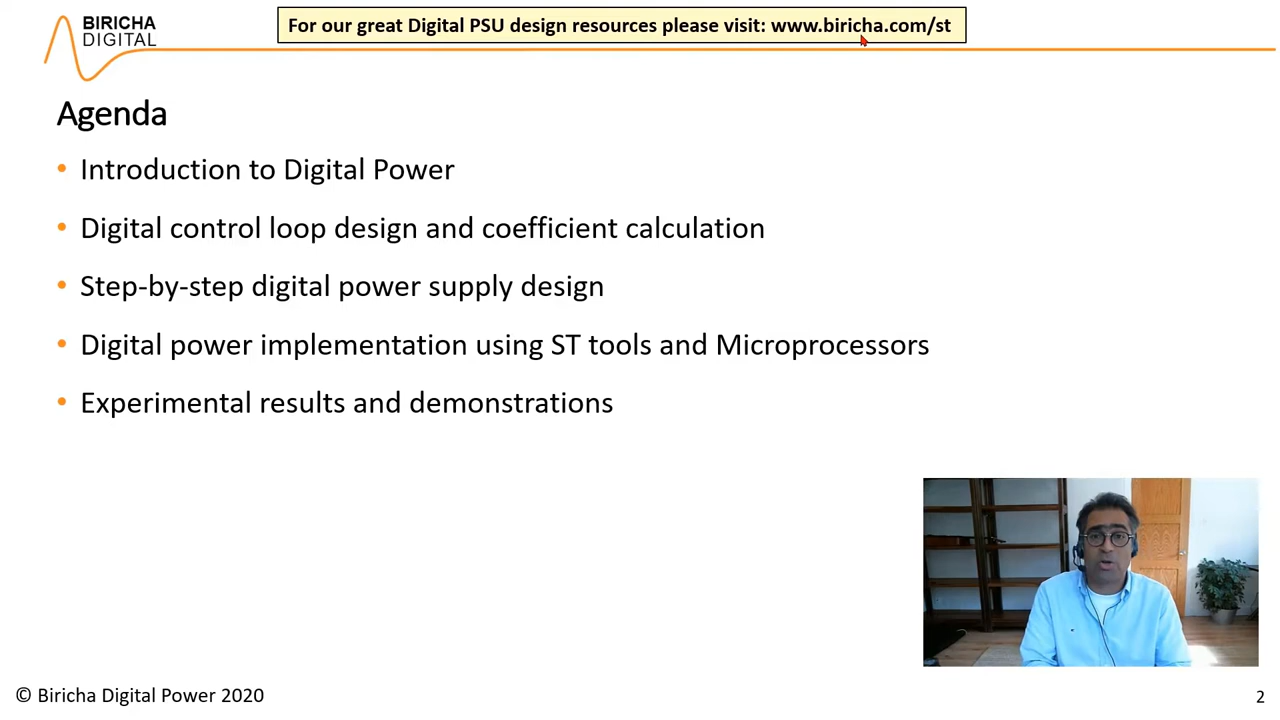 BIRICHA
DIGITAL
For our great Digital PSU design resources please visit: www.biricha.com/st
Agenda
• Introduction to Digital Power
• Digital control loop design and coefficient calculation
• Step-by-step digital power supply design
• Digital power implementation using ST tools and Microprocessors
• Experimental results and demonstrations
© Biricha Digital Power 2020
2